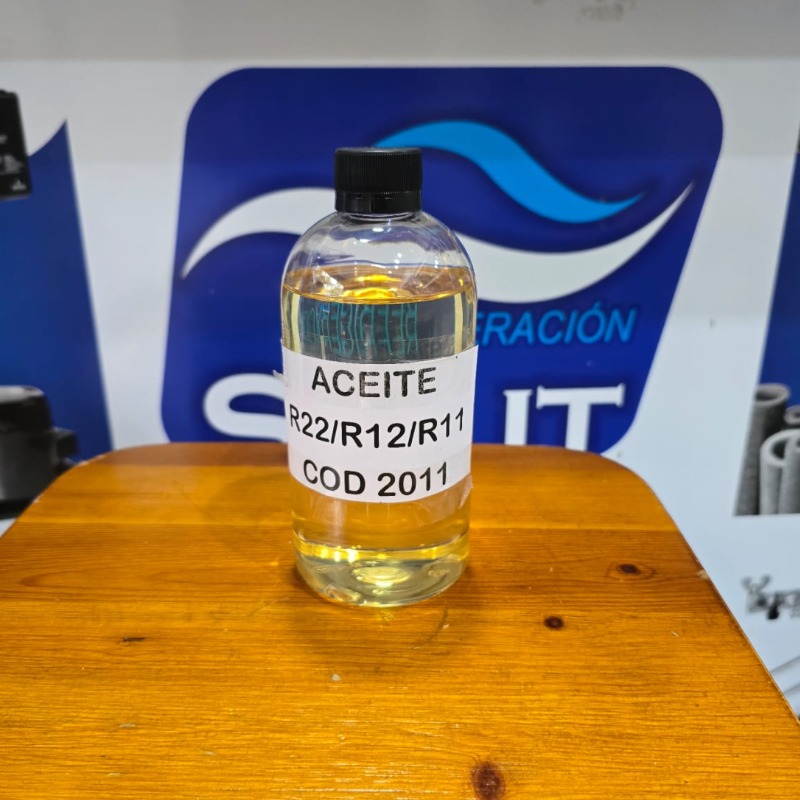 ERACIÓN
ACEITE
R22/R12/R11
COD 2011